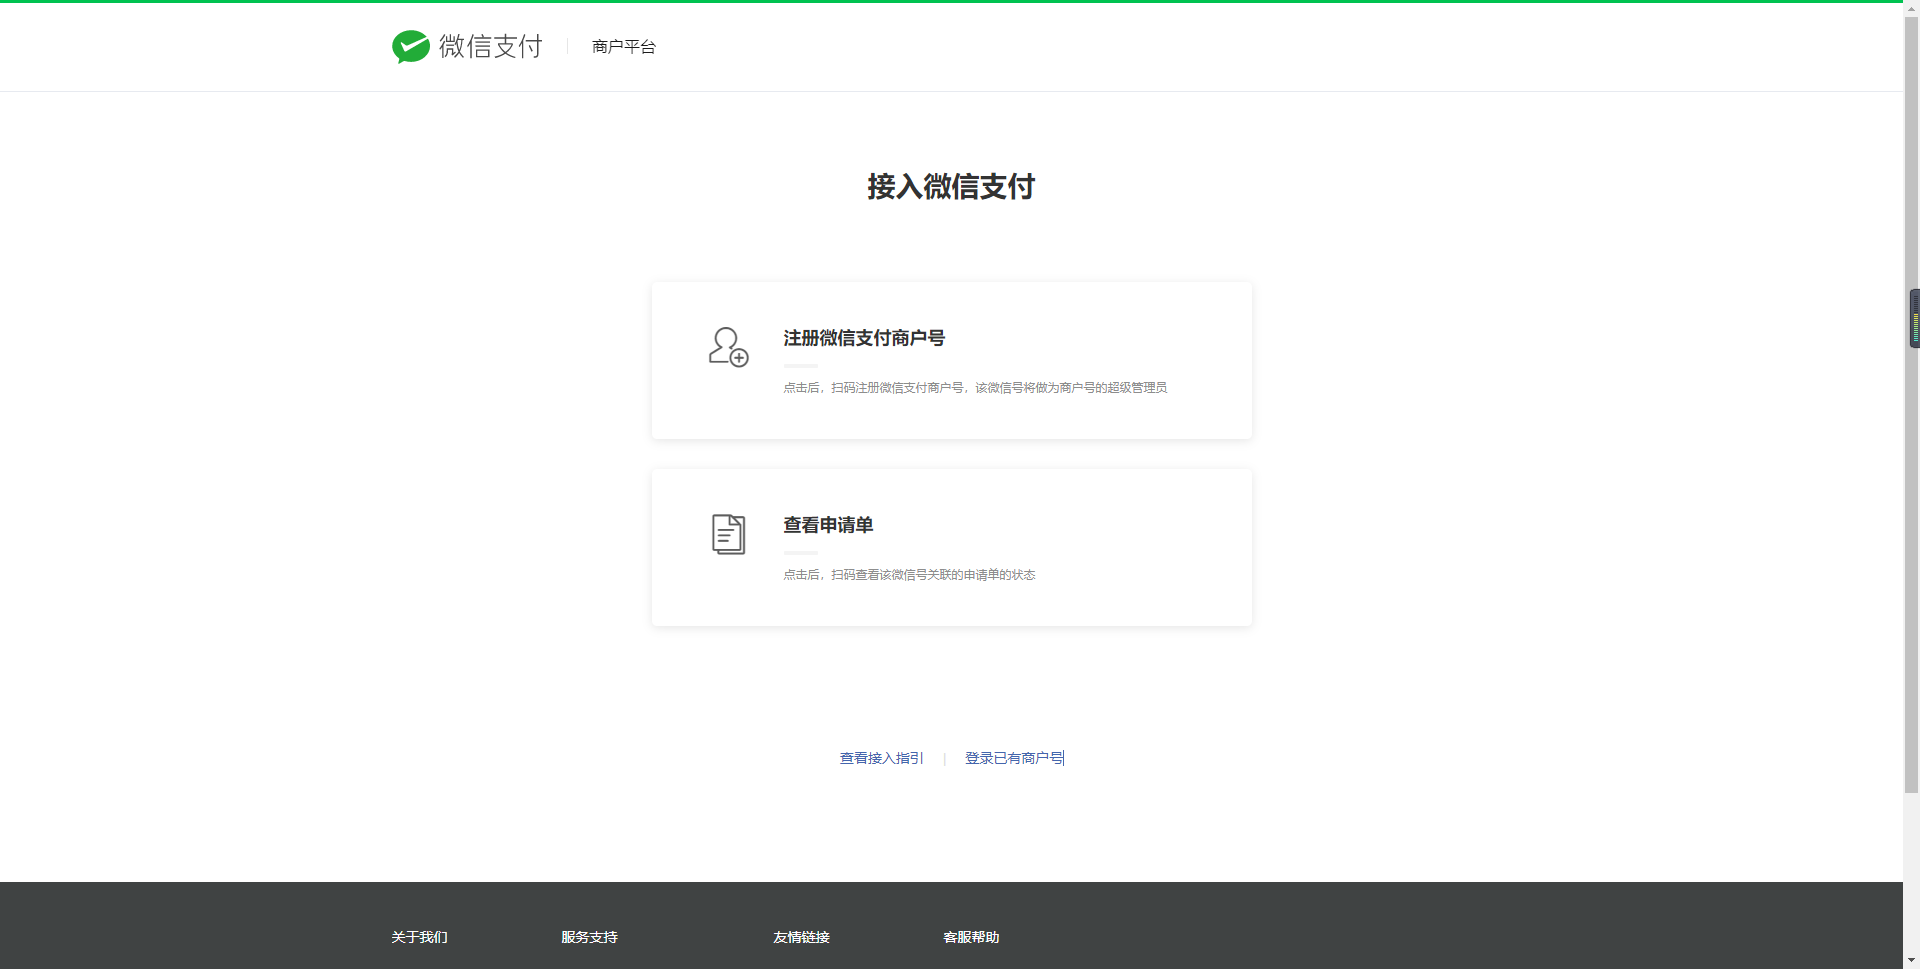 微信支付 商户平台
接入微信支付
注册微信支付商户号
点击后，扫码注册微信支付商户号，该微信号将做为商户号的超级管理员
查看申请单
点击后，扫码查看该微信号关联的申请单的状态
查看接入指引 | 登录已有商户号
关于我们 服务支持 友情链接 客服帮助